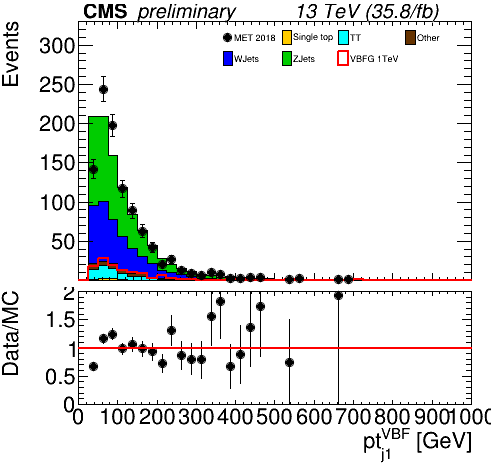 CMS preliminary 13 TeV (35.8/fb)
Events
MET 2018 Single top TT Other
WJets ZJets VBFG 1TeV
300
250
200
150
100
50
Data/MC
2
1.5
1
0.5
0
0 100 200 300 400 500 600 700 800 900 1000
pt_{j1}^{VBF} [GeV]